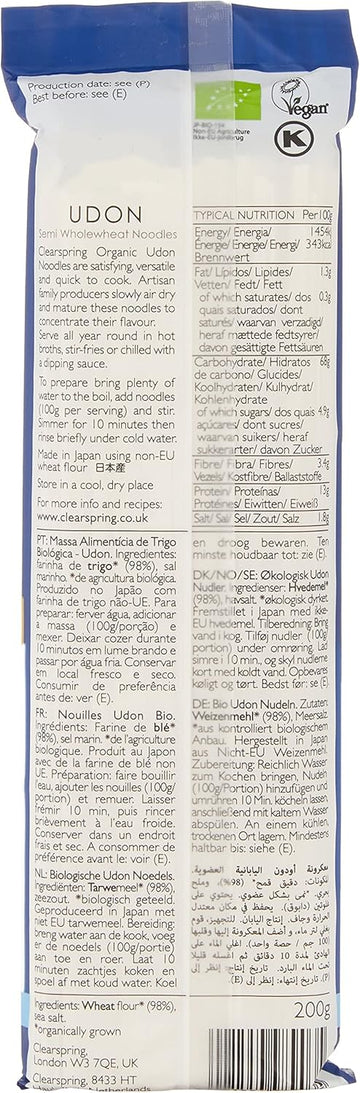 Production date: see (P)
Best before: see (E)
JP-BIO-154
Non-EU Agriculture
Ikke-EU-jordbrug
Vegan
K
UDON
Semi Wholewheat Noodles
Clearspring Organic Udon
Noodles are satisfying, versatile
and quick to cook. Artisan
family producers slowly air dry
and mature these noodles to
concentrate their flavour.
Serve all year round in hot
broths, stir-fries or chilled with
a dipping sauce.
To prepare bring plenty of
water to the boil, add noodles
(100g per serving) and stir.
Simmer for 10 minutes then
rinse briefly under cold water.
Made in Japan using non-EU
wheat flour 日本産
Store in a cool, dry place
For more info and recipes:
www.clearspring.co.uk
TYPICAL NUTRITION Per100g
Energy/ Energia/ 1454k
Énergie/ Energie/ Energi/ 343kcal
Brennwert
Fat/ Lípidos/ Lipides/ 1.3g
Vetten/ Fedt/ Fett
of which saturates/ dos 0.3g
quais saturados/ dont
saturés/ waarvan verzadigd/
heraf mættede fedtsyrer/
davon gesättigte Fettsäuren
Carbohydrate/ Hidratos 68g
de carbono/ Glucides/
Koolhydraten/ Kulhydrat/
Kohlenhydrate
of which sugars/ dos quais 4.9g
açúcares/ dont sucres/
waarvan suikers/ heraf
sukkerarter/ davon Zucker
Fibre/ Fibra/ Fibres/ 3.4g
Vezels/ Kostfibre/ Ballaststoffe
Protein/ Proteínas/ 13g
Protéines/ Eiwitten/ Eiweiß
Salt/ Sal/ Sel/ Zout/ Salz 1.8g
PT: Massa Alimentícia de Trigo
Biológica - Udon. Ingredientes:
farinha de trigo* (98%), sal
marinho. *de agricultura biológica.
Produzido no Japão com
farinha de trigo não-UE. Para
preparar: ferver água, adicionar
a massa (100g/porção) e
mexer. Deixar cozer durante
10 minutos em lume brando e
passar por água fria. Conservar
em local fresco e seco.
Consumir de preferência
antes de: ver (E).
FR: Nouilles Udon Bio.
Ingrédients: Farine de blé*
(98%), sel marin. *de l'agriculture
biologique. Produit au Japon
avec de la farine de blé non
UE. Préparation: faire bouillir
l'eau, ajouter les nouilles (100g/
portion) et remuer. Laisser
frémir 10 min, puis rincer
brièvement à l'eau froide.
Conserver dans un endroit
frais et sec. A consommer de
préférence avant le: voir (E).
NL: Biologische Udon Noedels.
Ingrediënten: Tarwemeel* (98%),
zeezout. *biologisch geteeld.
Geproduceerd in Japan met
niet EU tarwemeel. Bereiding:
breng water aan de kook, voeg
er de noedels (100g/portie)
aan toe en roer. Laat 10
minuten zachtjes koken en
spoel af met koud water. Koel
en droog bewaren. Ten
minste houdbaar tot: zie (E).
DK/NO/SE: Økologisk Udon
Nudler. Ingredienser: Hvedemel*
(98%), havsalt. *økologisk dyrket.
Fremstillet i Japan med ikke-
EU hvedemel. Tilberedning: Bring
vand i kog. Tilføj nudler (100g/
portion) under omrøring. Lad
simre i 10 min., og skyl nudlerne
kort med koldt vand. Opbevares
køligt og tørt. Bedst før: se (E).
DE: Bio Udon Nudeln. Zutaten:
Weizenmehl* (98%), Meersalz.
*aus kontrolliert biologischem
Anbau. Hergestellt in Japan
aus Nicht-EU Weizenmehl.
Zubereitung: Reichlich Wasser
zum Kochen bringen, Nudeln
(100g/Portion) hinzufügen und
umrühren. 10 Min. köcheln lassen,
anschließend mit kaltem Wasser
abspülen. An einem kühlen,
trockenen Ort lagern. Mindestens
haltbar bis: siehe (E).
معكرونة أودون اليابانية العضوية.
Ingredients: Wheat flour* (98%),
sea salt.
*organically grown
200g
Clearspring,
London W3 7QE, UK
Clearspring, 8433 HT